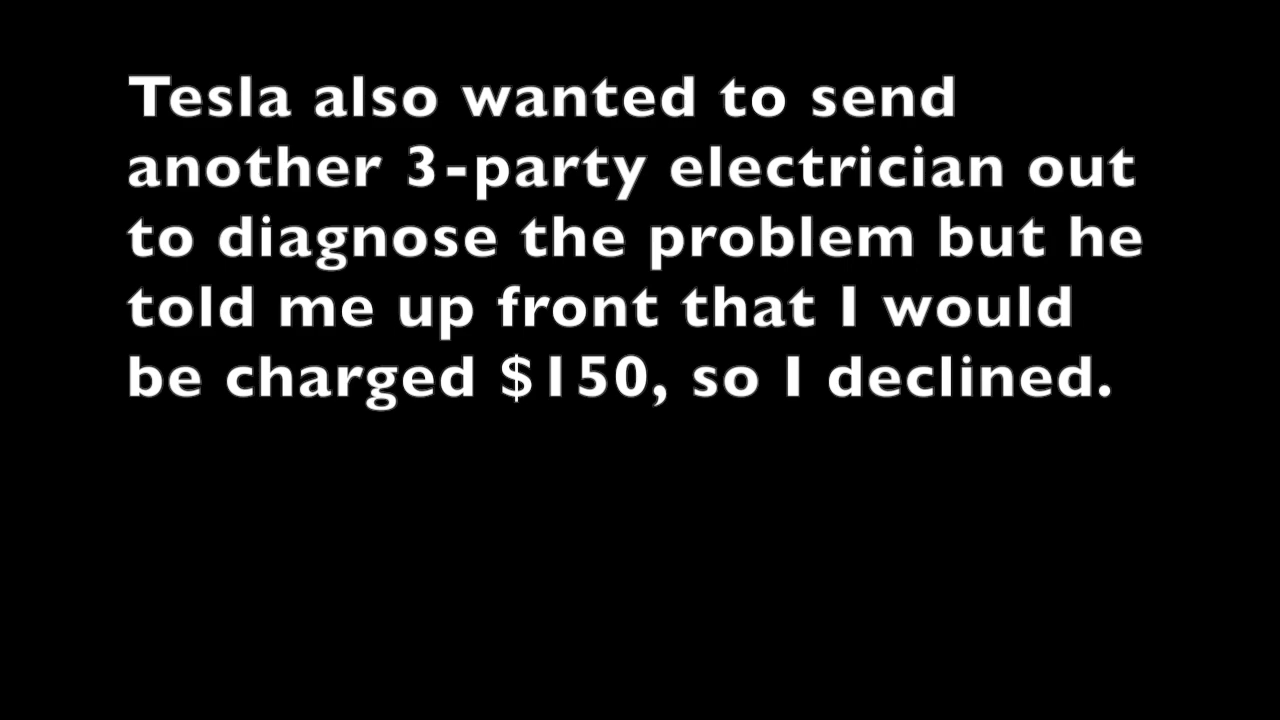 Tesla also wanted to send
another 3-party electrician out
to diagnose the problem but he
told me up front that I would
be charged $150, so I declined.